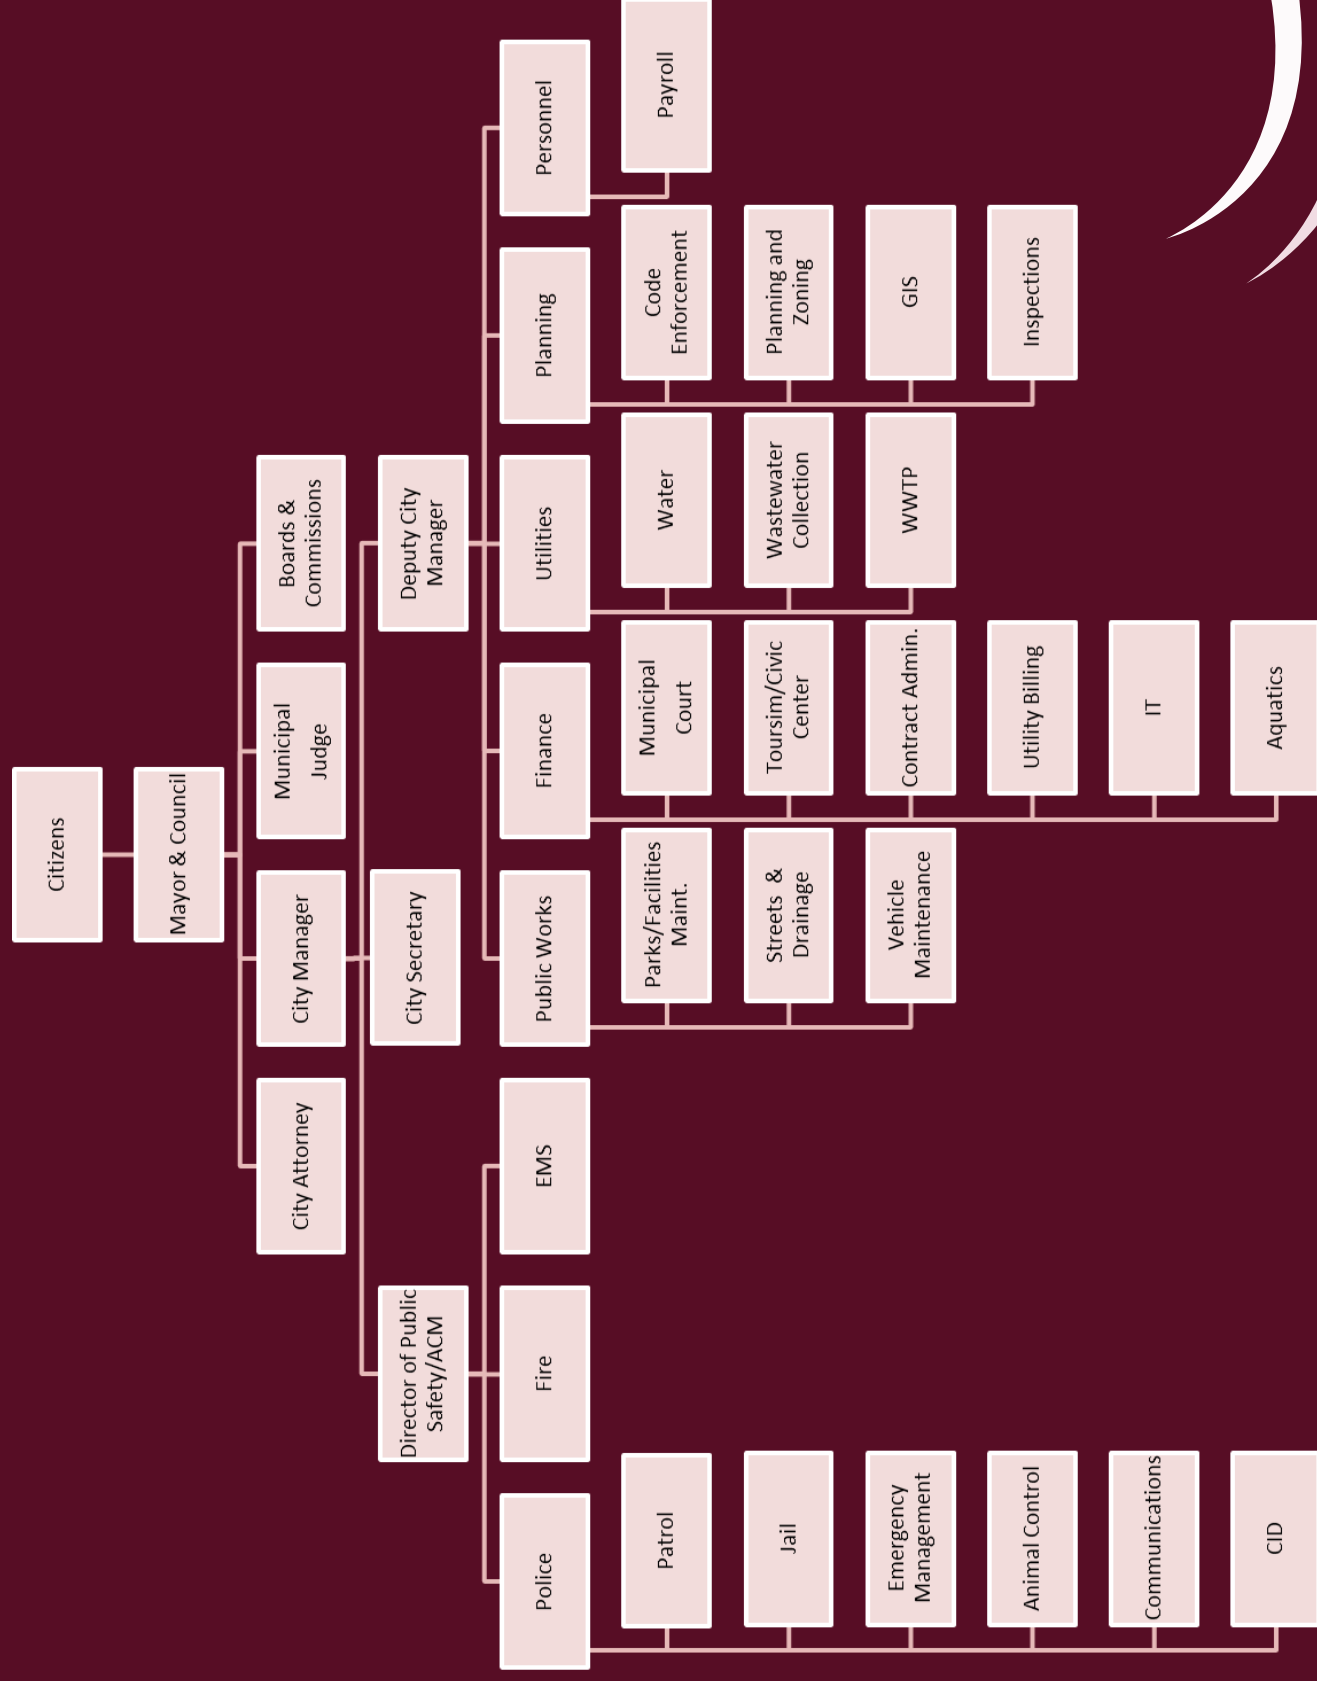 Citizens
Mayor & Council
City Attorney
City Manager
Municipal
Judge
Boards &
Commissions
Director of Public
Safety/ACM
City Secretary
Deputy City
Manager
Police
Fire
EMS
Public Works
Finance
Utilities
Planning
Personnel
Patrol
Jail
Emergency
Management
Animal Control
Communications
CID
Parks/Facilities
Maint.
Streets &
Drainage
Vehicle
Maintenance
Municipal
Court
Toursim/Civic
Center
Contract Admin.
Utility Billing
IT
Aquatics
Water
Wastewater
Collection
WWTP
Code
Enforcement
Planning and
Zoning
GIS
Inspections
Payroll